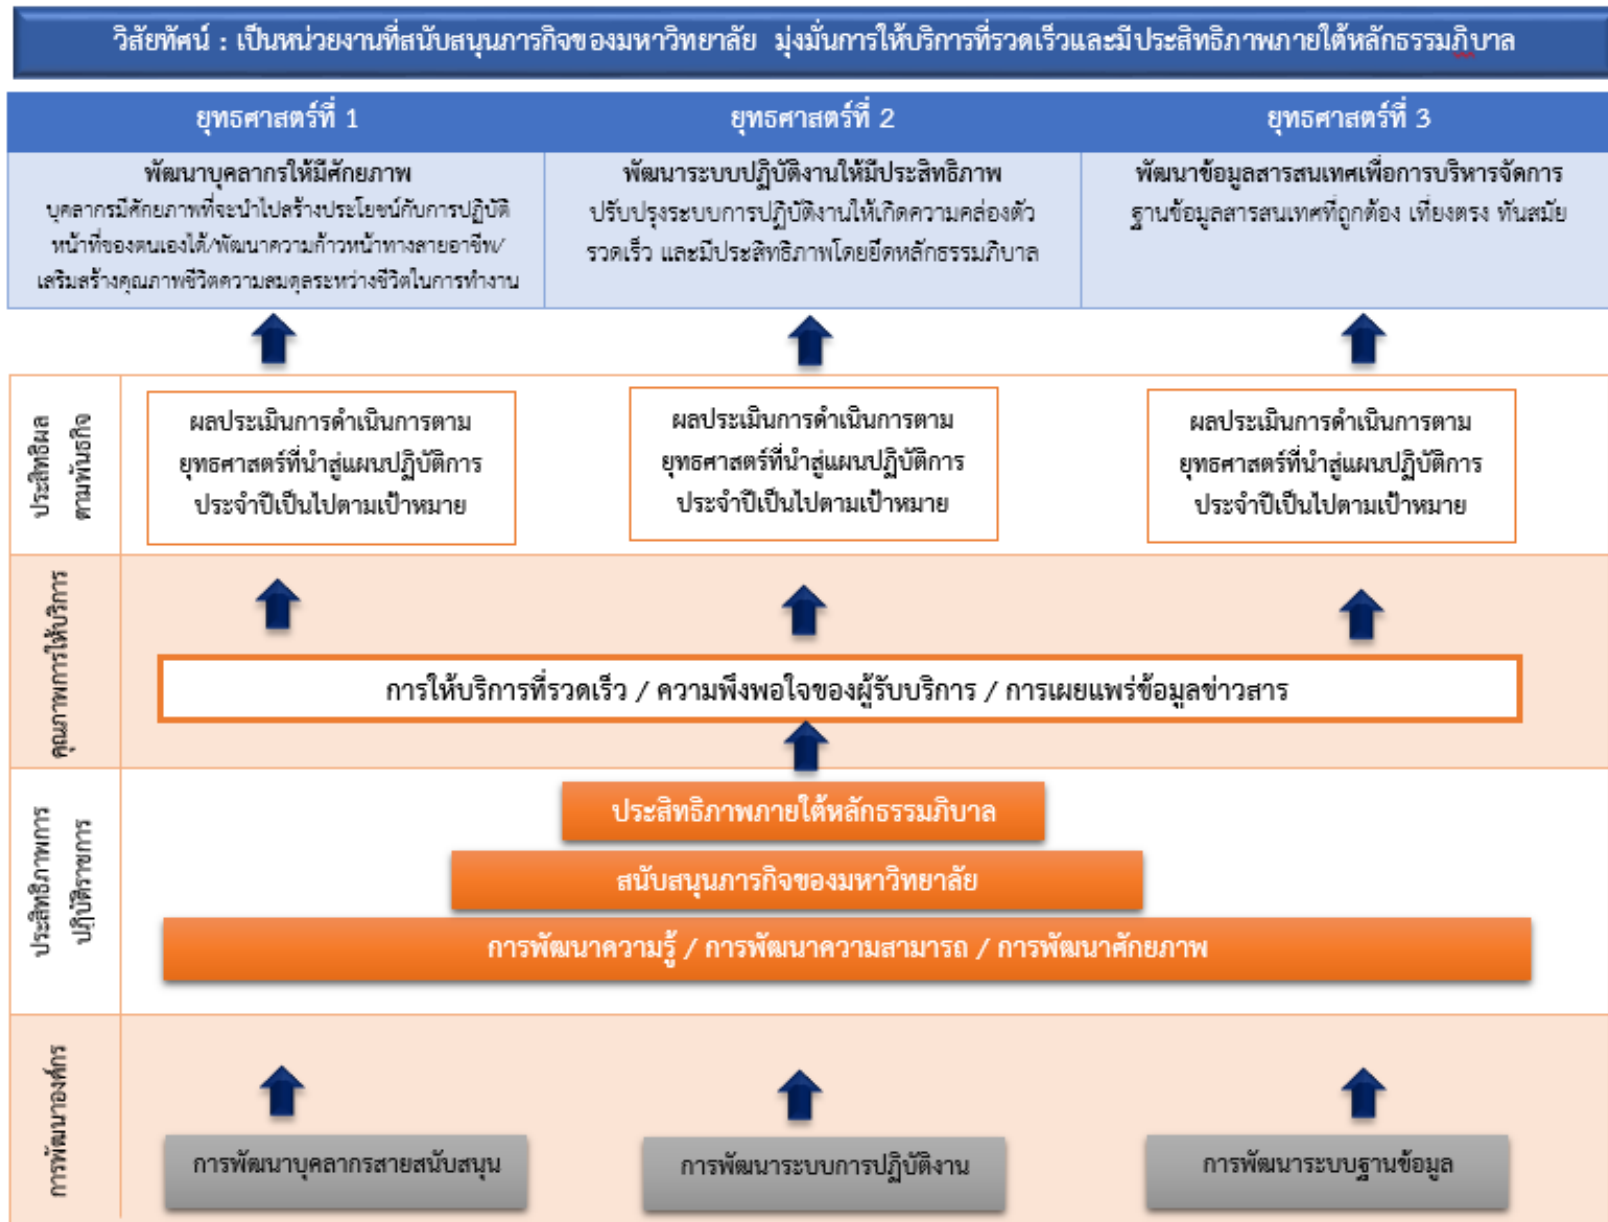 วิสัยทัศน์ : เป็นหน่วยงานที่สนับสนุนภารกิจของมหาวิทยาลัย มุ่งมั่นการให้บริการที่รวดเร็วและมีประสิทธิภาพภายใต้หลักธรรมภิบาล
ยุทธศาสตร์ที่ 1
ยุทธศาสตร์ที่ 2
ยุทธศาสตร์ที่ 3
พัฒนาบุคลากรให้มีศักยภาพ
บุคลากรมีศักยภาพที่จะนำไปสร้างประโยชน์กับการปฏิบัติ
หน้าที่ของตนเองได้/พัฒนาความก้าวหน้าทางสายอาชีพ/
เสริมสร้างคุณภาพชีวิตความสมดุลระหว่างชีวิตในการทำงาน
พัฒนาระบบปฏิบัติงานให้มีประสิทธิภาพ
ปรับปรุงระบบการปฏิบัติงานให้เกิดความคล่องตัว
รวดเร็ว และมีประสิทธิภาพโดยยึดหลักธรรมภิบาล
พัฒนาข้อมูลสารสนเทศเพื่อการบริหารจัดการ
ฐานข้อมูลสารสนเทศที่ถูกต้อง เที่ยงตรง ทันสมัย
ประสิทธิผล
ตามพันธกิจ
ผลประเมินการดำเนินการตาม
ยุทธศาสตร์ที่นำสู่แผนปฏิบัติการ
ประจำปีเป็นไปตามเป้าหมาย
ผลประเมินการดำเนินการตาม
ยุทธศาสตร์ที่นำสู่แผนปฏิบัติการ
ประจำปีเป็นไปตามเป้าหมาย
ผลประเมินการดำเนินการตาม
ยุทธศาสตร์ที่นำสู่แผนปฏิบัติการ
ประจำปีเป็นไปตามเป้าหมาย
คุณภาพการให้บริการ
การให้บริการที่รวดเร็ว / ความพึงพอใจของผู้รับบริการ / การเผยแพร่ข้อมูลข่าวสาร
ประสิทธิภาพการ
ปฏิบัติราชการ
ประสิทธิภาพภายใต้หลักธรรมภิบาล
สนับสนุนภารกิจของมหาวิทยาลัย
การพัฒนาความรู้ / การพัฒนาความสามารถ / การพัฒนาศักยภาพ
การพัฒนาองค์กร
การพัฒนาบุคลากรสายสนับสนุน
การพัฒนาระบบการปฏิบัติงาน
การพัฒนาระบบฐานข้อมูล